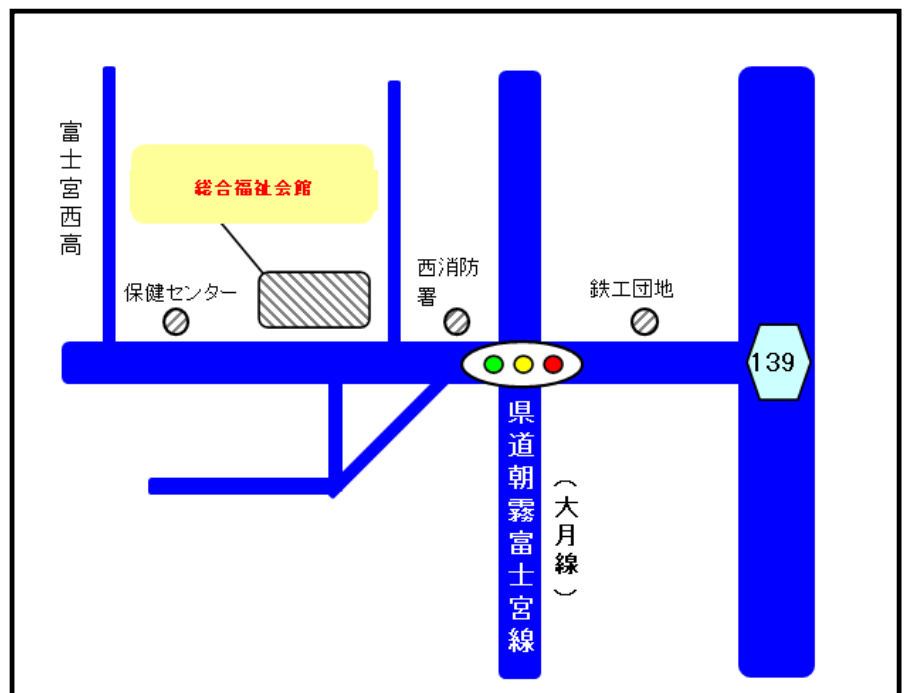 富士宮西高
総合福祉会館
保健センター
西消防
署
鉄工団地
139
県道朝霧富士宮線
（大月線）